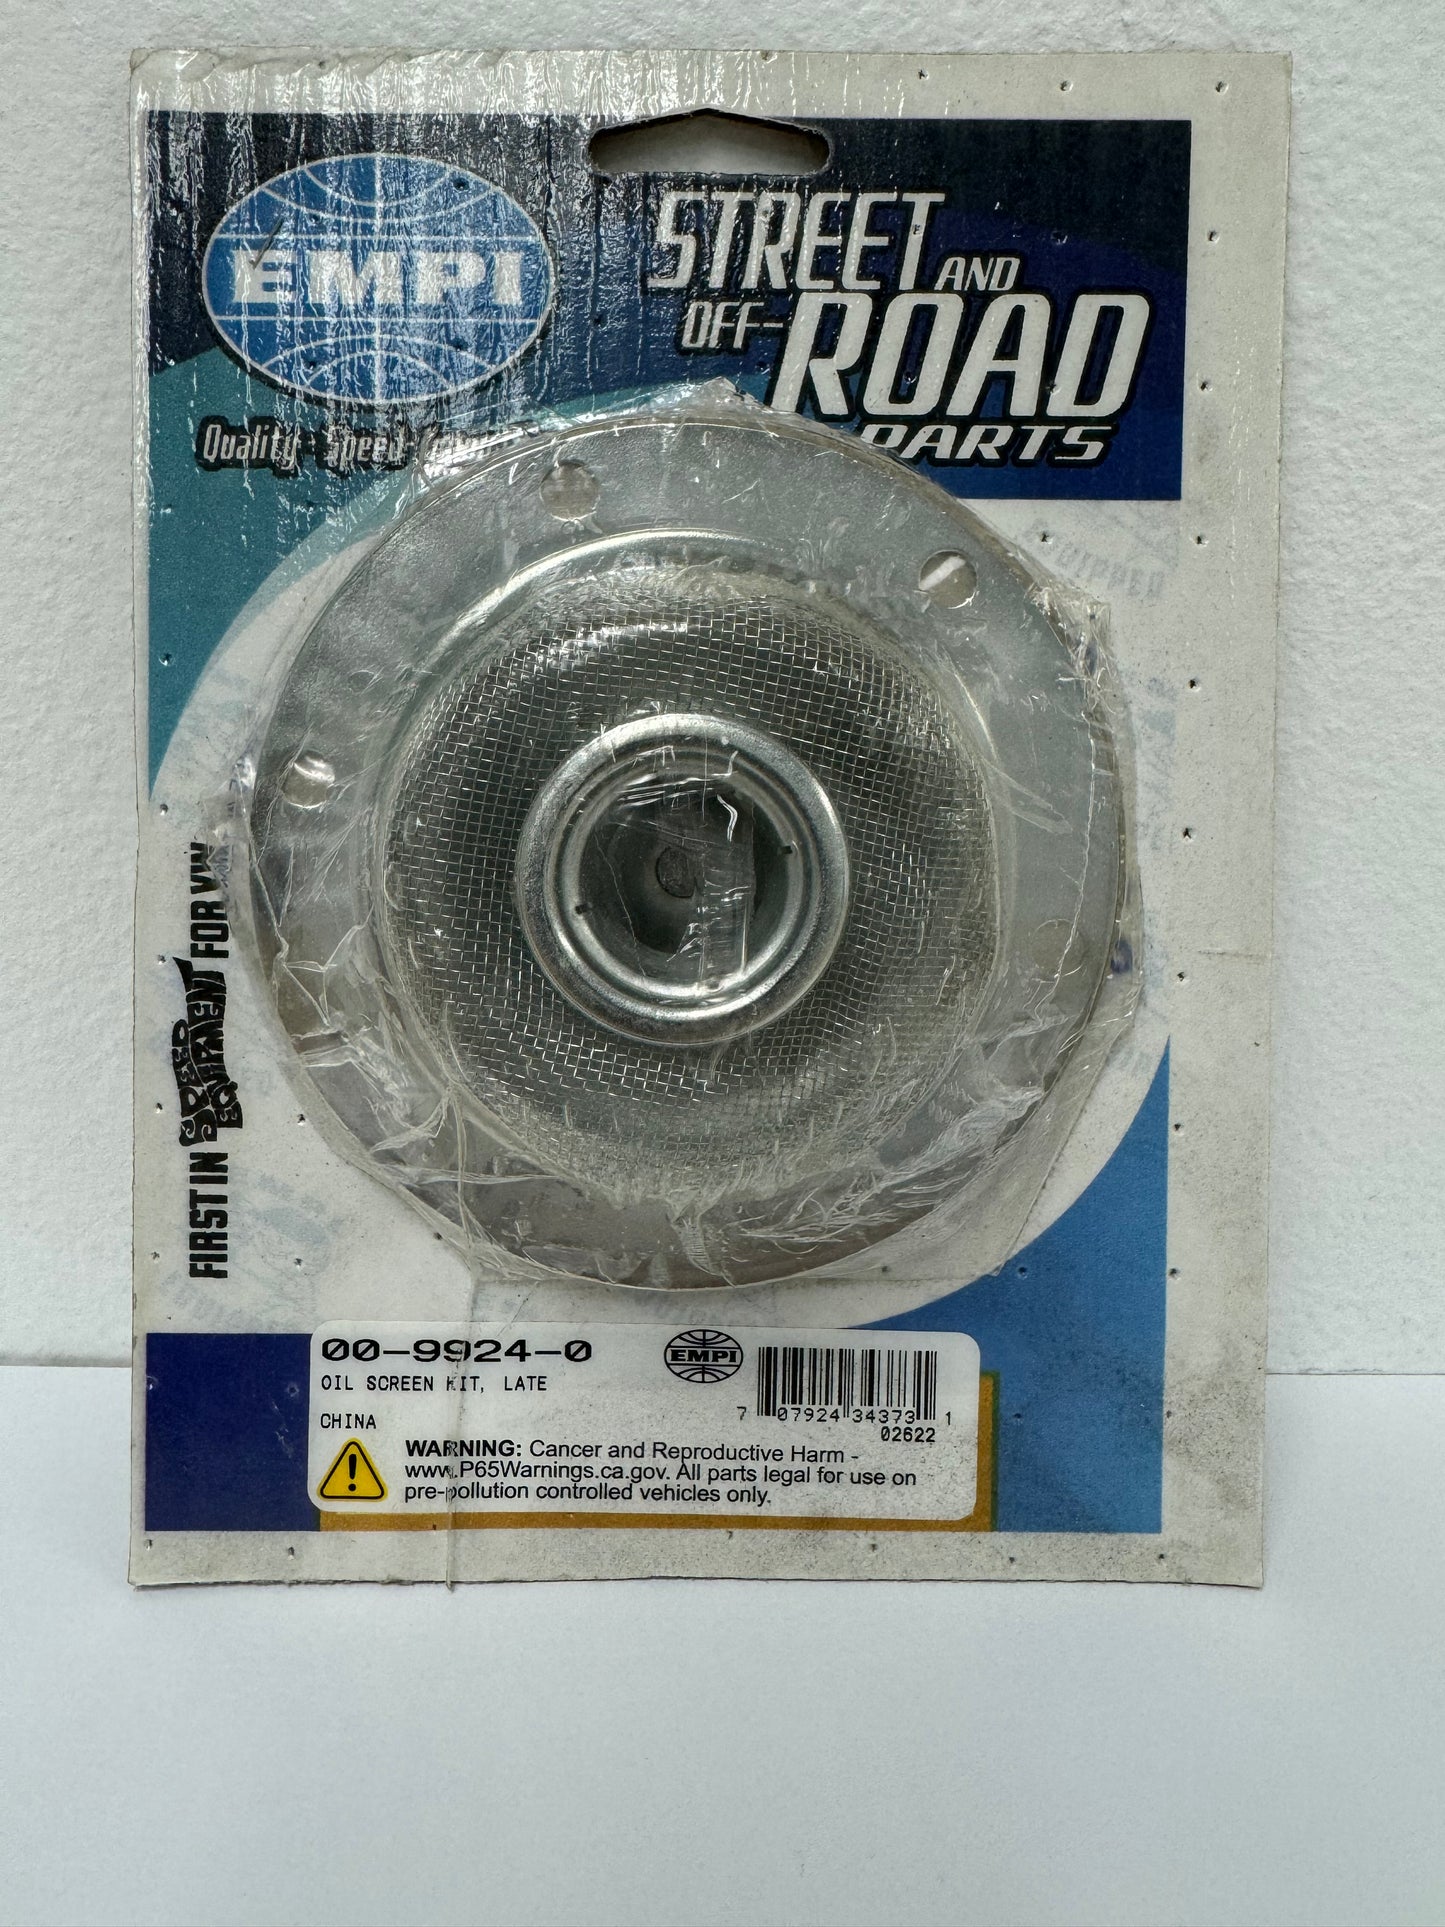 EMPI
STREET AND
OFF-ROAD
PARTS
Quality · Speed ·
FIRST IN SPEED EQUIPMENT FOR VW
00-9924-0
OIL SCREEN KIT, LATE
CHINA
EMPI
7 07924 34373 1
02622
WARNING: Cancer and Reproductive Harm -
www.P65Warnings.ca.gov. All parts legal for use on
pre-pollution controlled vehicles only.